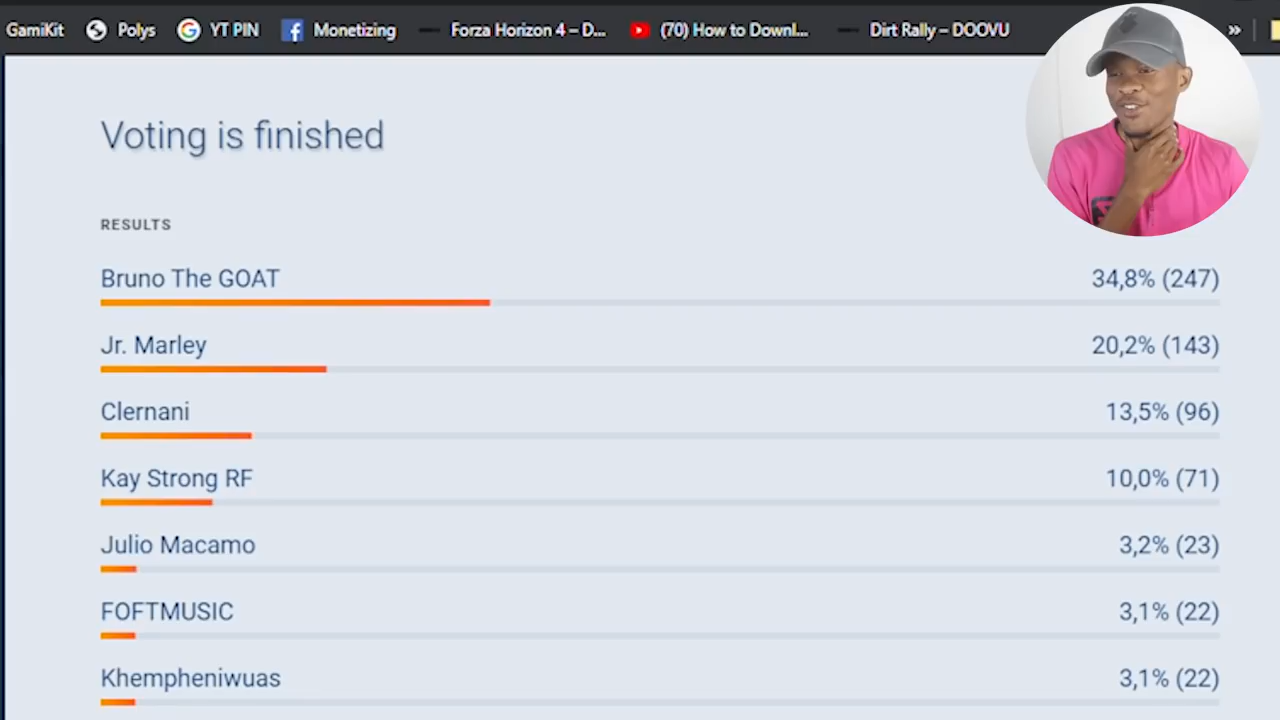 GamiKit Polys YT PIN Monetizing Forza Horizon 4 – D... (70) How to Downl... Dirt Rally – DOOVU »
Voting is finished
RESULTS
Bruno The GOAT 34,8% (247)
Jr. Marley 20,2% (143)
Clernani 13,5% (96)
Kay Strong RF 10,0% (71)
Julio Macamo 3,2% (23)
FOFTMUSIC 3,1% (22)
Khempheniwuas 3,1% (22)